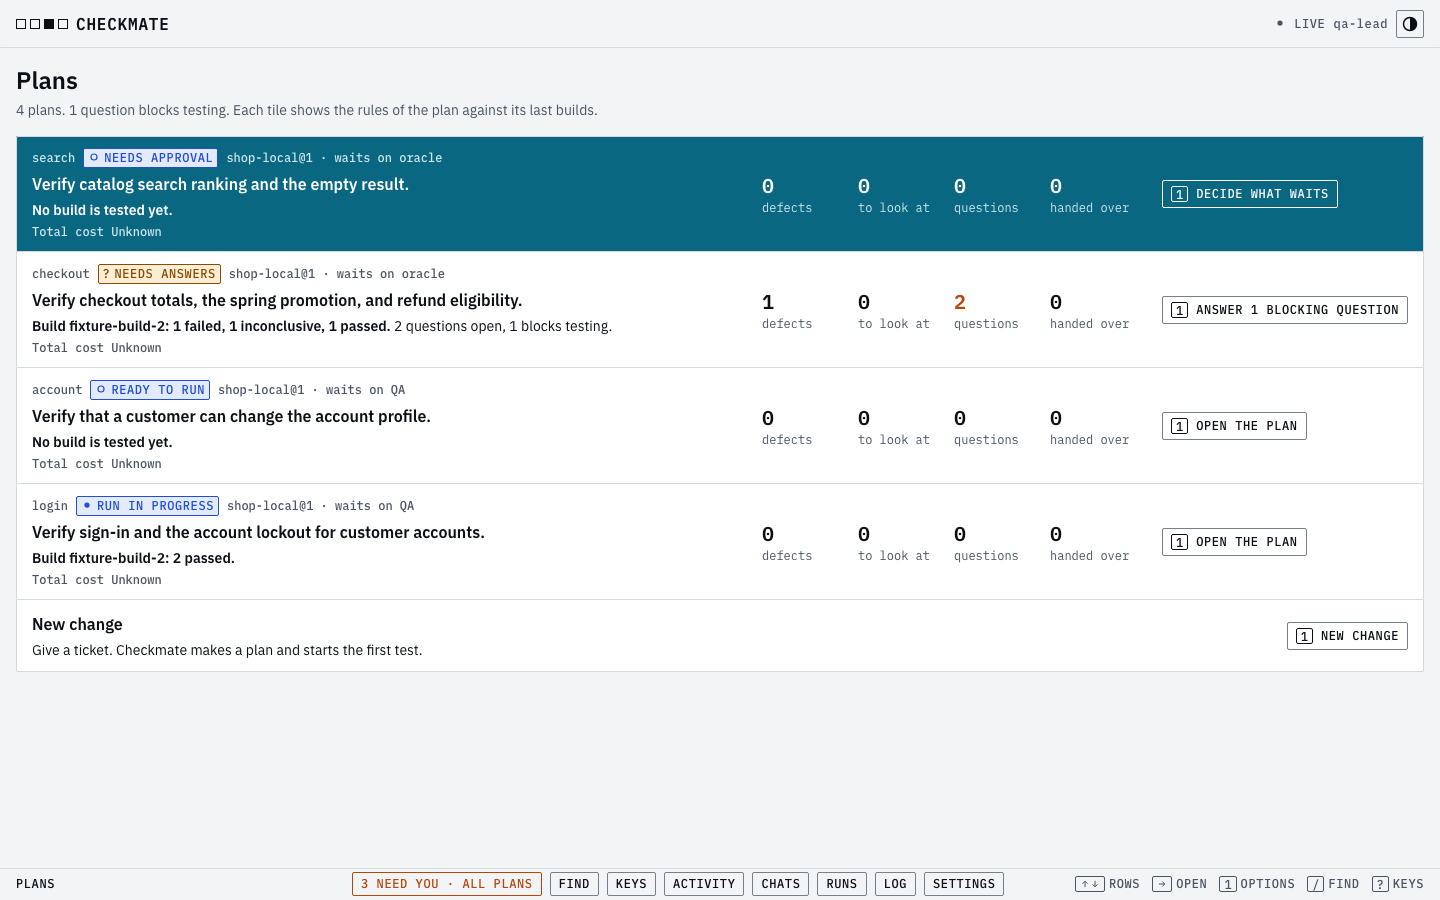 CHECKMATE
LIVE qa-lead
Plans
4 plans. 1 question blocks testing. Each tile shows the rules of the plan against its last builds.
search NEEDS APPROVAL shop-local@1 · waits on oracle
Verify catalog search ranking and the empty result.
No build is tested yet.
Total cost Unknown
0 defects
0 to look at
0 questions
0 handed over
1 DECIDE WHAT WAITS
checkout ? NEEDS ANSWERS shop-local@1 · waits on oracle
Verify checkout totals, the spring promotion, and refund eligibility.
Build fixture-build-2: 1 failed, 1 inconclusive, 1 passed. 2 questions open, 1 blocks testing.
Total cost Unknown
1 defects
0 to look at
2 questions
0 handed over
1 ANSWER 1 BLOCKING QUESTION
account READY TO RUN shop-local@1 · waits on QA
Verify that a customer can change the account profile.
No build is tested yet.
Total cost Unknown
0 defects
0 to look at
0 questions
0 handed over
1 OPEN THE PLAN
login RUN IN PROGRESS shop-local@1 · waits on QA
Verify sign-in and the account lockout for customer accounts.
Build fixture-build-2: 2 passed.
Total cost Unknown
0 defects
0 to look at
0 questions
0 handed over
1 OPEN THE PLAN
New change
Give a ticket. Checkmate makes a plan and starts the first test.
1 NEW CHANGE
PLANS
3 NEED YOU · ALL PLANS
FIND
KEYS
ACTIVITY
CHATS
RUNS
LOG
SETTINGS
↑↓ ROWS → OPEN 1 OPTIONS / FIND ? KEYS